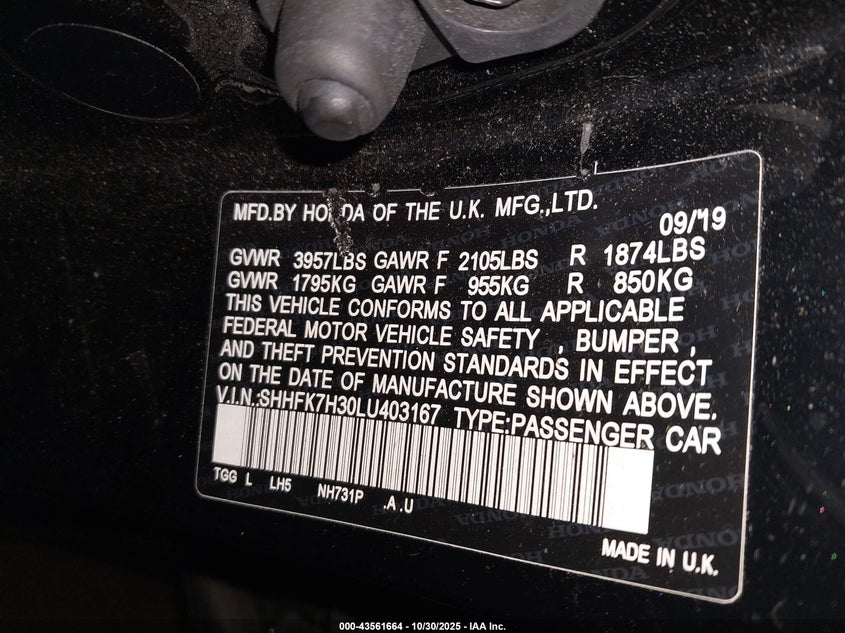 MFD.BY HONDA OF THE U.K. MFG.,LTD.
09/19
GVWR 3957LBS GAWR F 2105LBS R 1874LBS
GVWR 1795KG GAWR F 955KG R 850KG
THIS VEHICLE CONFORMS TO ALL APPLICABLE
FEDERAL MOTOR VEHICLE SAFETY , BUMPER ,
AND THEFT PREVENTION STANDARDS IN EFFECT
ON THE DATE OF MANUFACTURE SHOWN ABOVE.
V.I.N.:SHHFK7H30LU403167 TYPE:PASSENGER CAR
TGG L LH5 NH731P .A .U
MADE IN U.K.
000-43561664 - 10/30/2025 - IAA Inc.